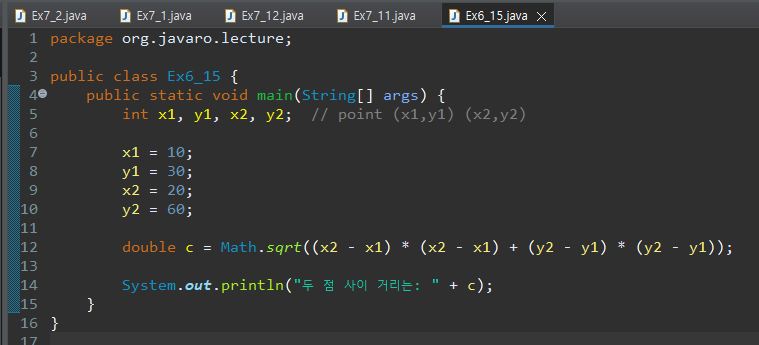 Ex7_2.java Ex7_1.java Ex7_12.java Ex7_11.java Ex6_15.java
1 package org.javaro.lecture;
2
3 public class Ex6_15 {
4 public static void main(String[] args) {
5 int x1, y1, x2, y2; // point (x1,y1) (x2,y2)
6
7 x1 = 10;
8 y1 = 30;
9 x2 = 20;
10 y2 = 60;
11
12 double c = Math.sqrt((x2 - x1) * (x2 - x1) + (y2 - y1) * (y2 - y1));
13
14 System.out.println("두 점 사이 거리는: " + c);
15 }
16 }
17